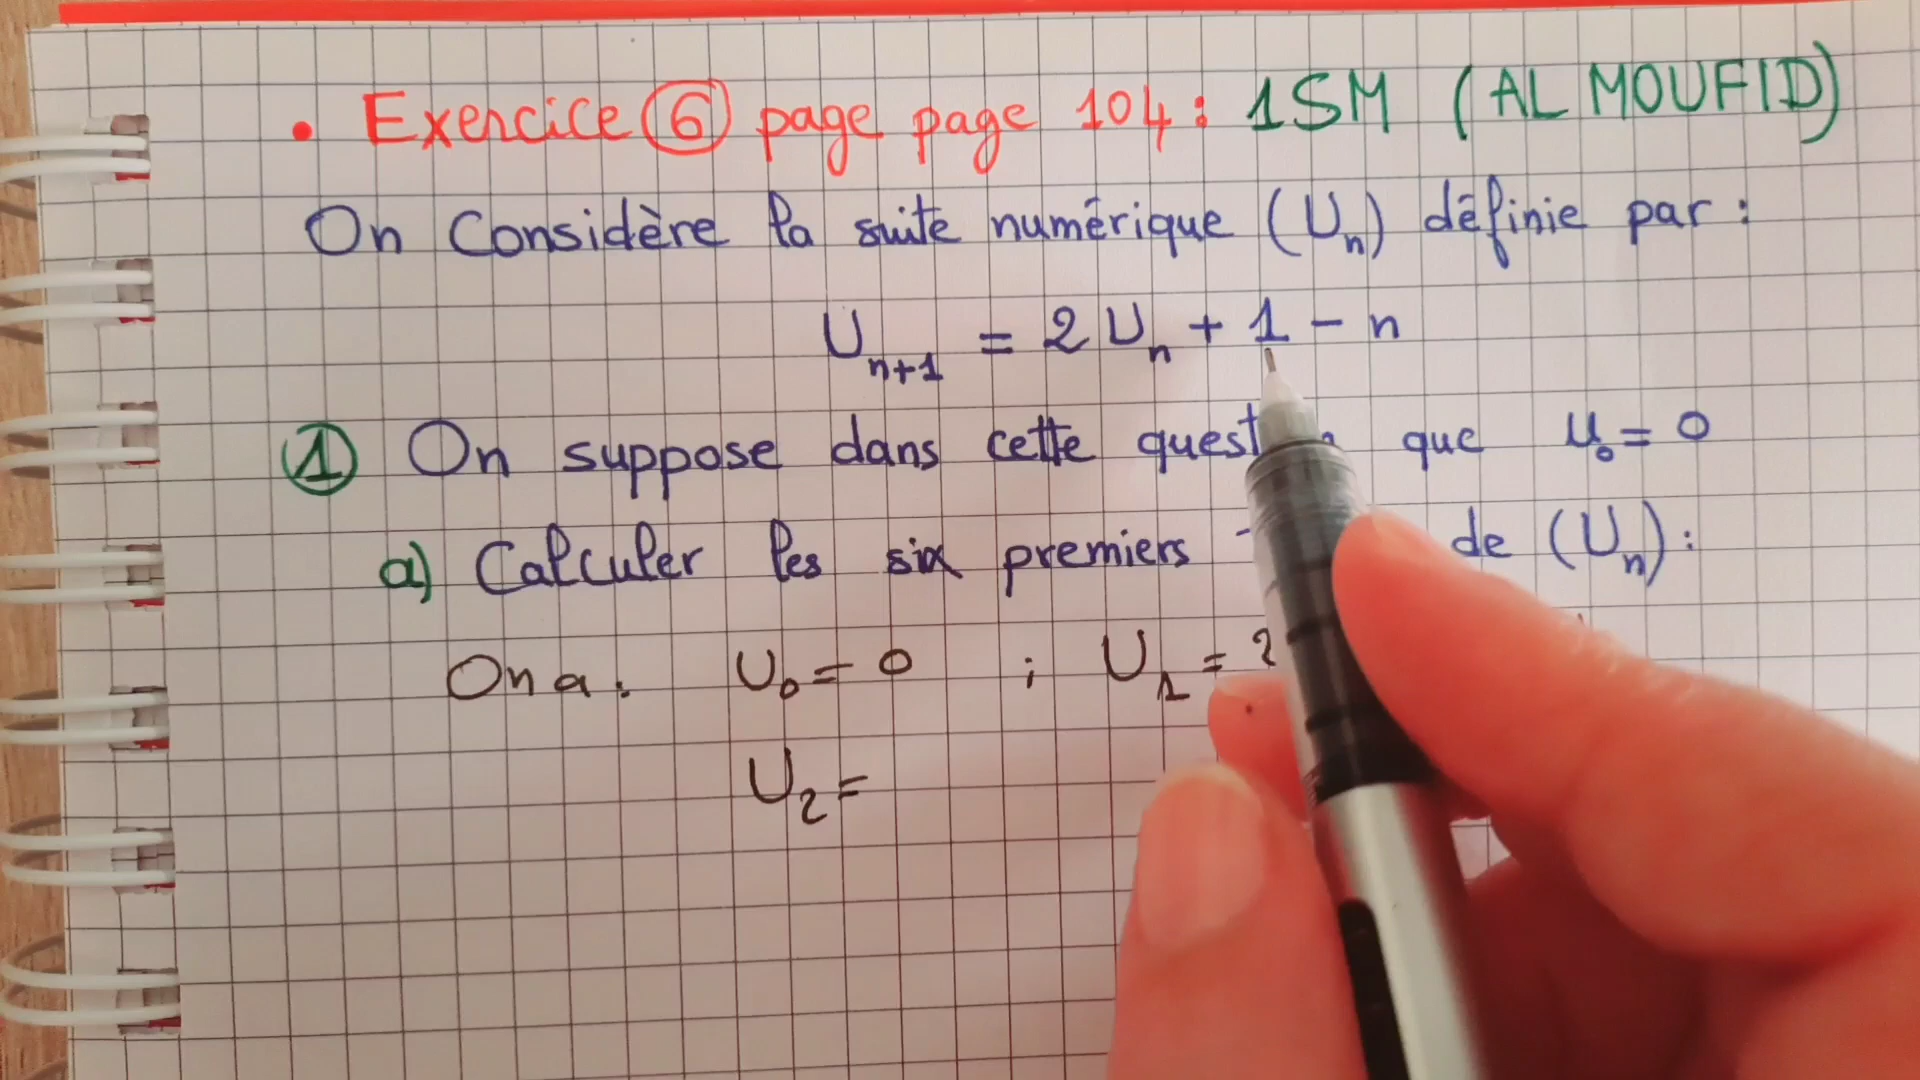 • Exercice 6 page page 104: 1SM (AL MOUFID)
On Considère la suite numérique (Un) définie par :
Un+1 = 2Un + 1 - n
1 On suppose dans cette que u0 = 0
a) Calculer les six premiers de (Un) :
On a : U0 = 0 ; U1 = 2
U2 =